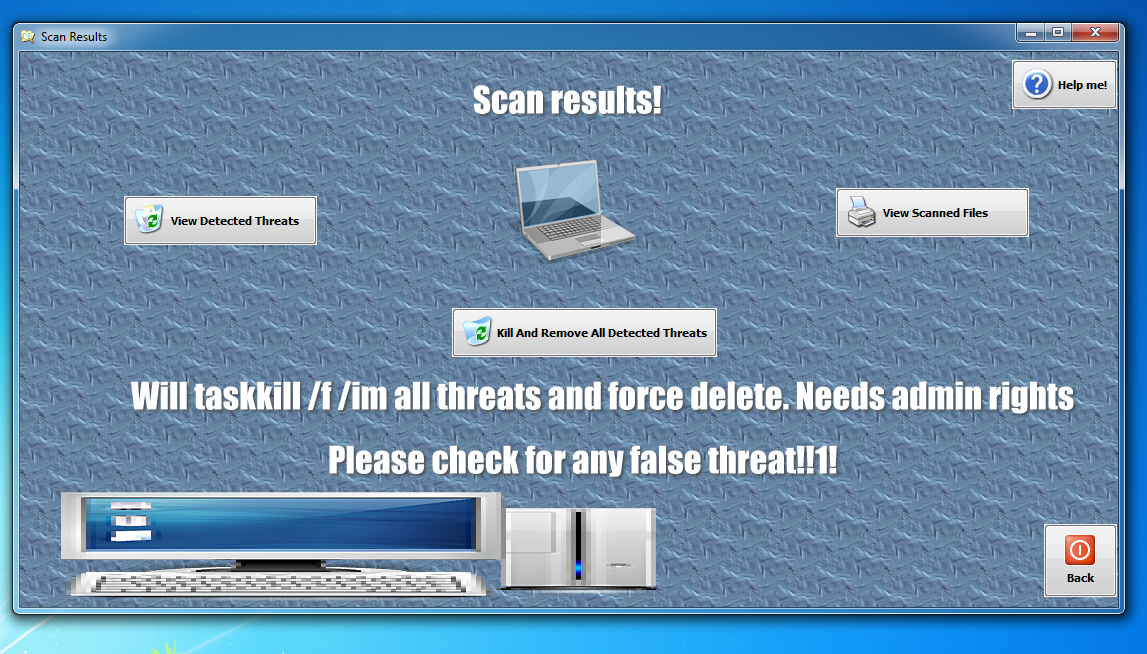 Scan Results
Help me!
Scan results!
View Detected Threats
View Scanned Files
Kill And Remove All Detected Threats
Will taskkill /f /im all threats and force delete. Needs admin rights
Please check for any false threat!!1!
Back